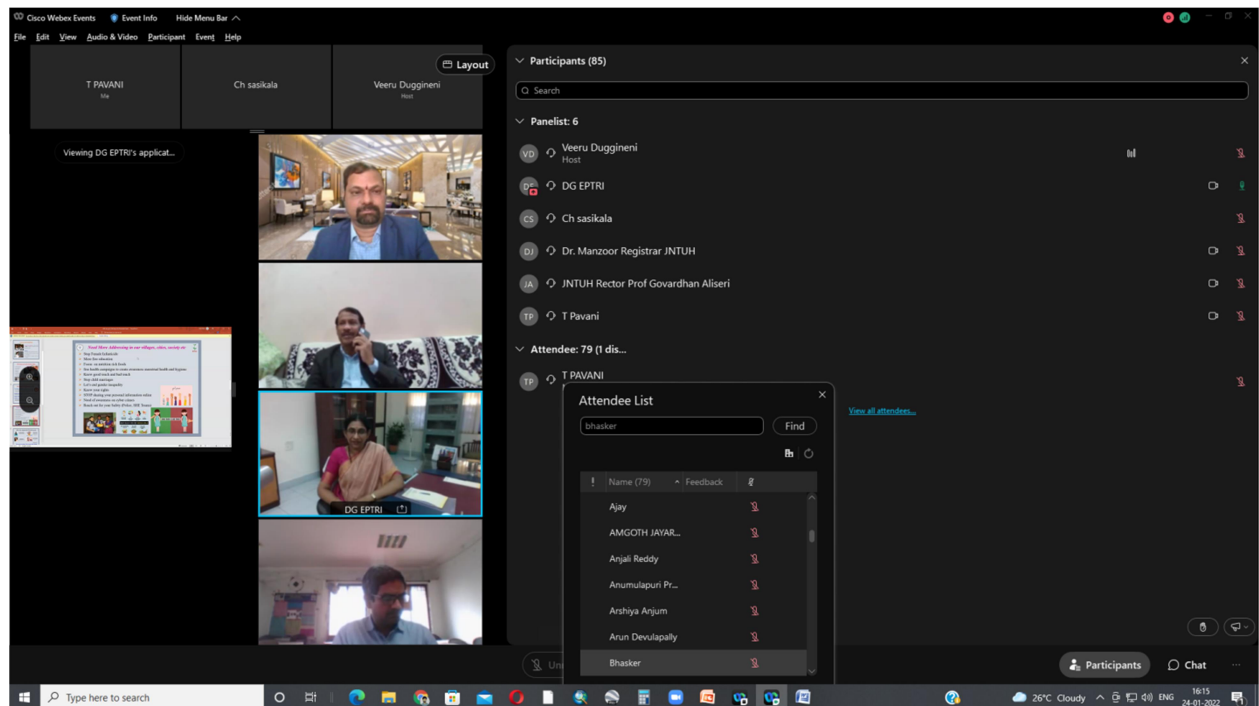 Cisco Webex Events Event Info Hide Menu Bar
File Edit View Audio & Video Participant Event Help
Layout
T PAVANI
Me
Ch sasikala
Veeru Duggineni
Host
Viewing DG EPTRI's applicat...
DG EPTRI
Participants (85)
Search
Panelist: 6
VD Veeru Duggineni
Host
DG EPTRI
CS Ch sasikala
DJ Dr. Manzoor Registrar JNTUH
JA JNTUH Rector Prof Govardhan Aliseri
TP T Pavani
Attendee: 79 (1 dis...
TP T PAVANI
View all attendees...
Attendee List
bhasker
Find
! Name (79) Feedback
Ajay
AMGOTH JAYAR...
Anjali Reddy
Anumulapuri Pr...
Arshiya Anjum
Arun Devulapally
Bhasker
Participants
Chat
Type here to search
26°C Cloudy
ENG
16:15
24-01-2022